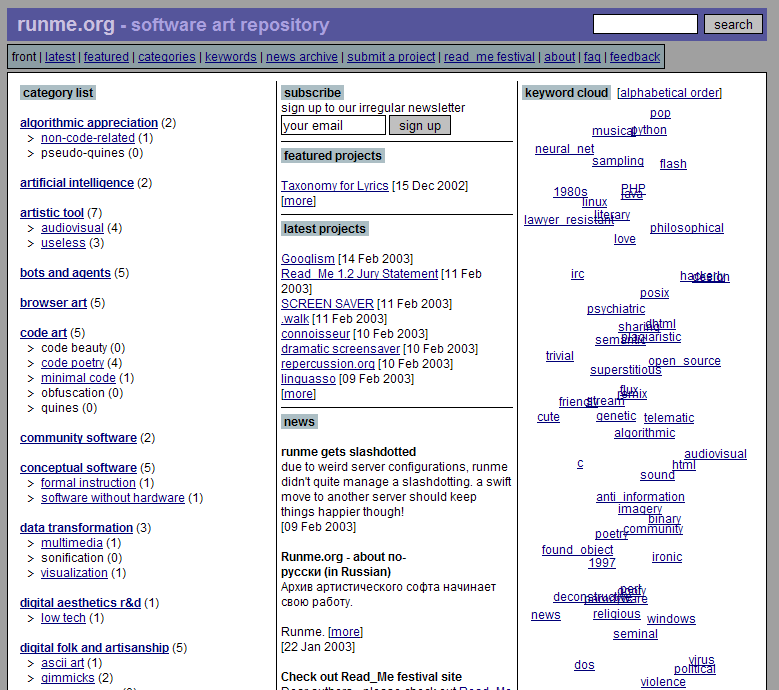 runme.org - software art repository
search
front | latest | featured | categories | keywords | news archive | submit a project | read_me festival | about | faq | feedback
category list
algorithmic appreciation (2)
> non-code-related (1)
> pseudo-quines (0)
artificial intelligence (2)
artistic tool (7)
> audiovisual (4)
> useless (3)
bots and agents (5)
browser art (5)
code art (5)
> code beauty (0)
> code poetry (4)
> minimal code (1)
> obfuscation (0)
> quines (0)
community software (2)
conceptual software (5)
> formal instruction (1)
> software without hardware (1)
data transformation (3)
> multimedia (1)
> sonification (0)
> visualization (1)
digital aesthetics r&d (1)
> low tech (1)
digital folk and artisanship (5)
> ascii art (1)
> gimmicks (2)
subscribe
sign up to our irregular newsletter
your email
sign up
featured projects
Taxonomy for Lyrics [15 Dec 2002]
[more]
latest projects
Googlism [14 Feb 2003]
Read_Me 1.2 Jury Statement [11 Feb
2003]
SCREEN SAVER [11 Feb 2003]
.walk [11 Feb 2003]
connoisseur [10 Feb 2003]
dramatic screensaver [10 Feb 2003]
repercussion.org [10 Feb 2003]
linquasso [09 Feb 2003]
[more]
news
runme gets slashdotted
due to weird server configurations, runme
didn't quite manage a slashdotting. a swift
move to another server should keep
things happier though!
[09 Feb 2003]
Runme.org - about по-
русски (in Russian)
Архив артистического софта начинает
свою работу.
Runme. [more]
[22 Jan 2003]
Check out Read_Me festival site
keyword cloud [alphabetical order]
pop
musical python
neural_net
sampling
flash
1980s
PHP
java
linux
literary
lawyer_resistant
philosophical
love
irc
hackerly
design
posix
psychiatric
dhtml
sharing
plagiaristic
semantic
trivial
open_source
superstitious
flux
remix
friendly
stream
cute
genetic
telematic
algorithmic
audiovisual
c
html
sound
anti_information
imagery
binary
community
poetry
found_object
ironic
1997
perl
deconstructive
news
religious
windows
seminal
dos
virus
political
violence